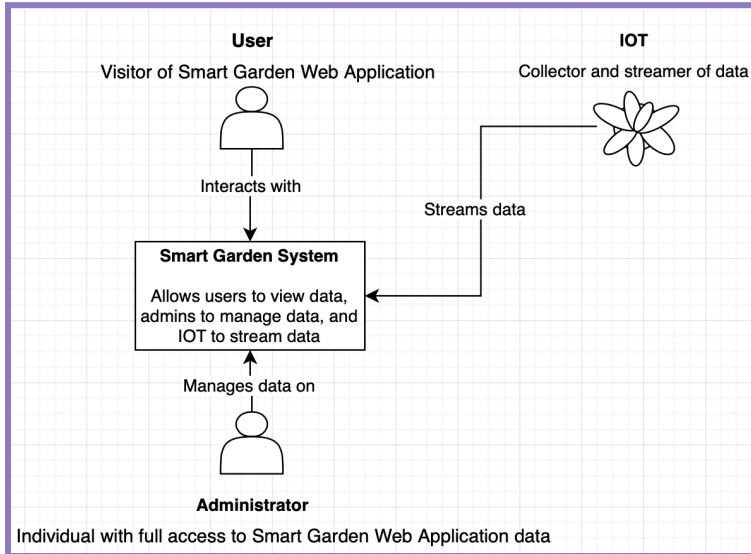 User
Visitor of Smart Garden Web Application
IOT
Collector and streamer of data
Interacts with
Streams data
Smart Garden System
Allows users to view data,
admins to manage data, and
IOT to stream data
Manages data on
Administrator
Individual with full access to Smart Garden Web Application data